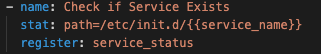 - name: Check if Service Exists
stat: path=/etc/init.d/{{service_name}}
register: service_status